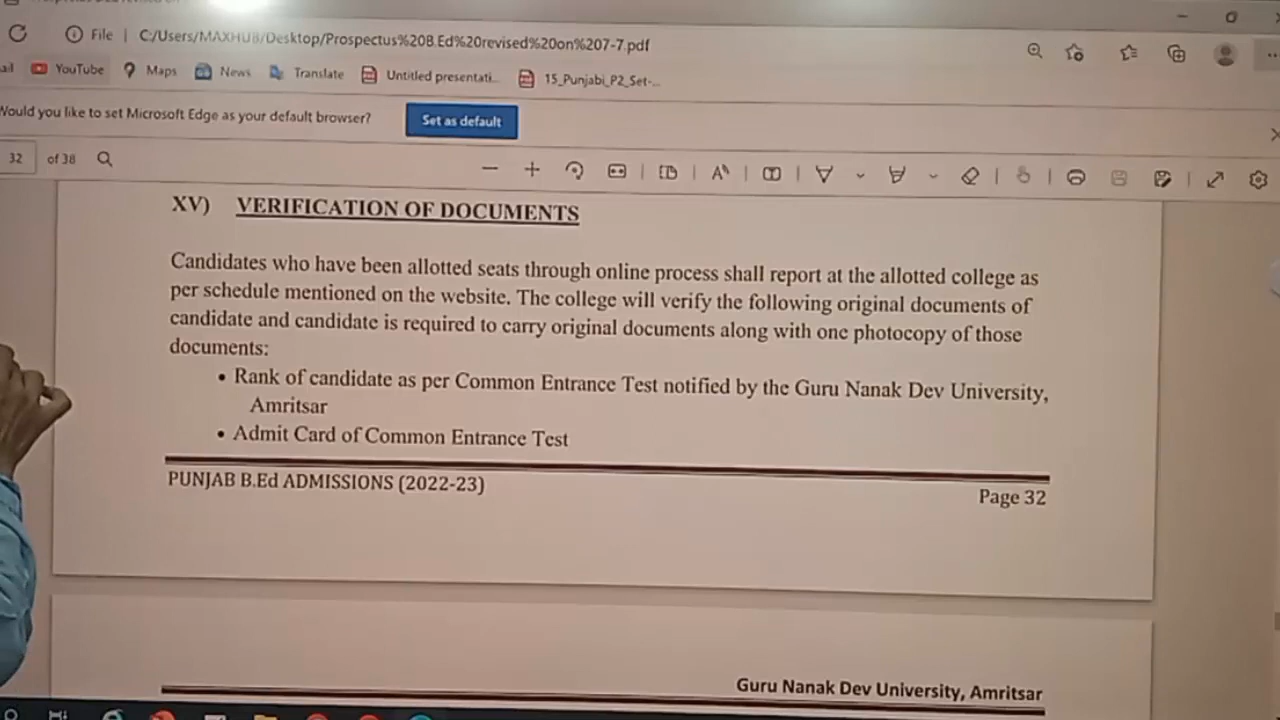 File | C:/Users/MAXHUB/Desktop/Prospectus%20B.Ed%20revised%20on%207-7.pdf
ail YouTube Maps News Translate Untitled presentati... 15_Punjabi_P2_Set-...
Would you like to set Microsoft Edge as your default browser? Set as default
32 of 38
XV) VERIFICATION OF DOCUMENTS
Candidates who have been allotted seats through online process shall report at the allotted college as
per schedule mentioned on the website. The college will verify the following original documents of
candidate and candidate is required to carry original documents along with one photocopy of those
documents:
• Rank of candidate as per Common Entrance Test notified by the Guru Nanak Dev University,
Amritsar
• Admit Card of Common Entrance Test
PUNJAB B.Ed ADMISSIONS (2022-23)
Page 32
Guru Nanak Dev University, Amritsar